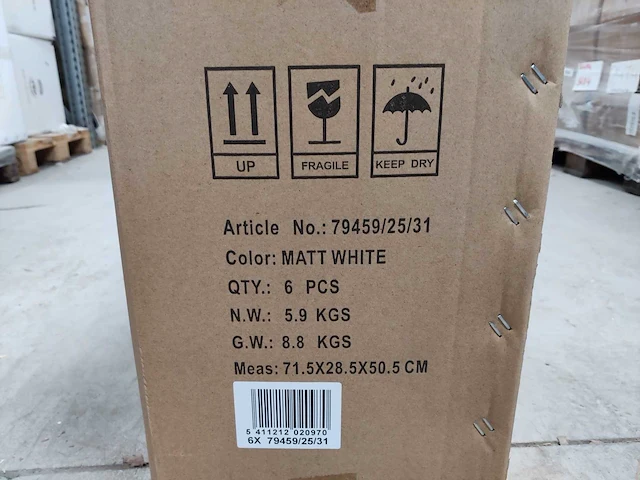 UP
FRAGILE
KEEP DRY
Article No.: 79459/25/31
Color: MATT WHITE
QTY.: 6 PCS
N.W.: 5.9 KGS
G.W.: 8.8 KGS
Meas: 71.5X28.5X50.5 CM
5 411212 020970
6X 79459/25/31